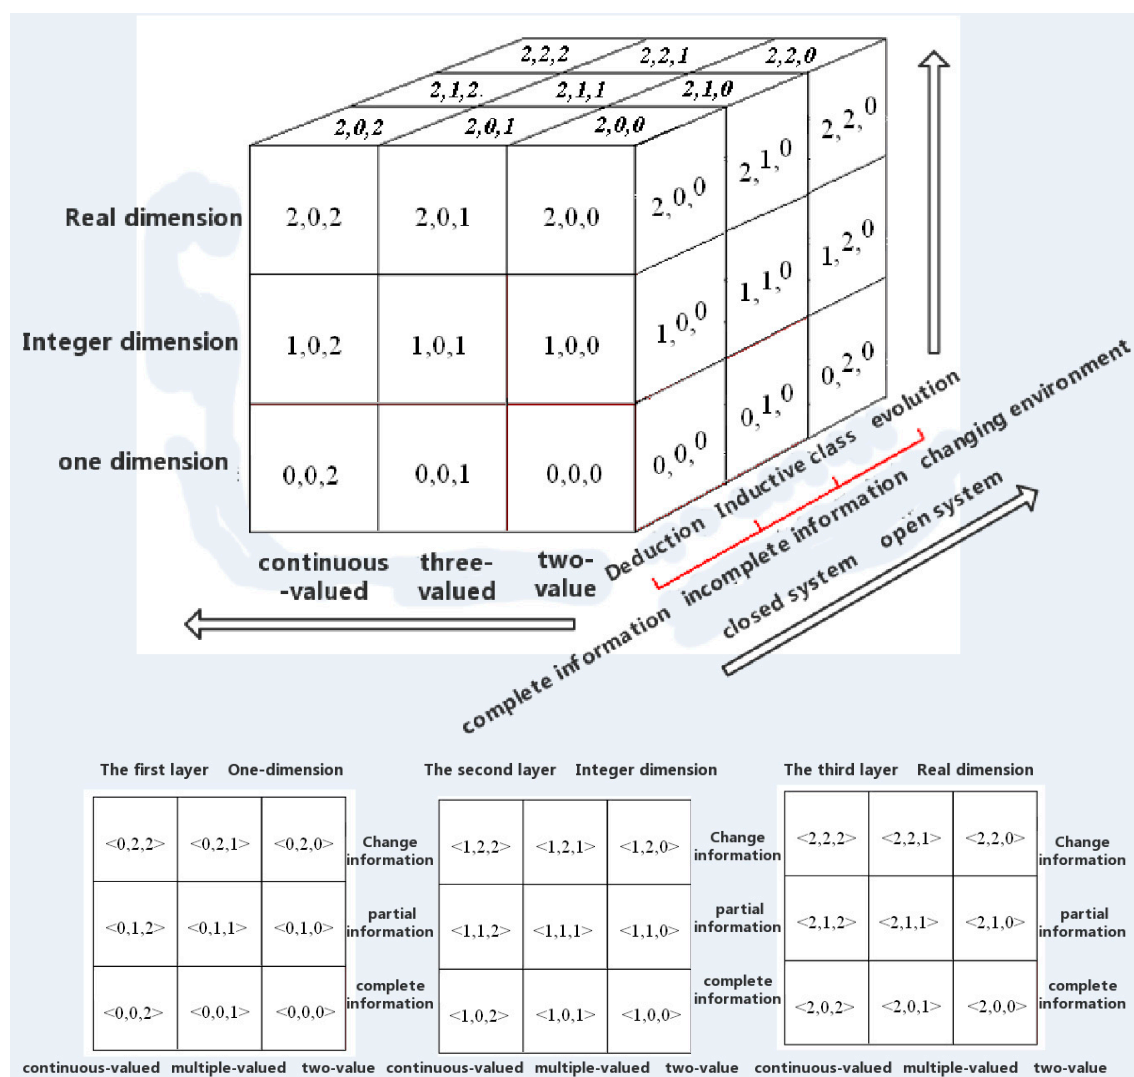 2,2,2 2,2,1 2,2,0
2,1,2. 2,1,1 2,1,0
2,0,2 2,0,1 2,0,0
Real dimension 2,0,2 2,0,1 2,0,0 2,0,0 2,1,0 2,2,0
Integer dimension 1,0,2 1,0,1 1,0,0 1,0,0 1,1,0 1,2,0
one dimension 0,0,2 0,0,1 0,0,0 0,0,0 0,1,0 0,2,0
continuous
-valued
three-
valued
two-
value
Deduction Inductive class evolution
complete information incomplete information changing environment
closed system open system
The first layer One-dimension
<0,2,2> <0,2,1> <0,2,0>
Change
information
<0,1,2> <0,1,1> <0,1,0>
partial
information
<0,0,2> <0,0,1> <0,0,0>
complete
information
continuous-valued multiple-valued two-value
The second layer Integer dimension
<1,2,2> <1,2,1> <1,2,0>
Change
information
<1,1,2> <1,1,1> <1,1,0>
partial
information
<1,0,2> <1,0,1> <1,0,0>
complete
information
continuous-valued multiple-valued two-value
The third layer Real dimension
<2,2,2> <2,2,1> <2,2,0>
Change
information
<2,1,2> <2,1,1> <2,1,0>
partial
information
<2,0,2> <2,0,1> <2,0,0>
complete
information
continuous-valued multiple-valued two-value